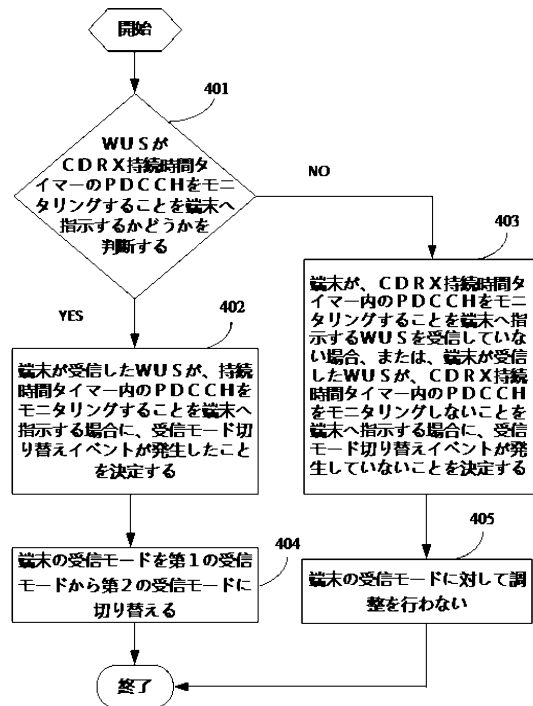 開始
401
ＷＵＳが
ＣＤＲＸ持続時間タ
イマーのＰＤＣＣＨをモニ
タリングすることを端末へ
指示するかどうかを
判断する
NO
YES
402
端末が受信したＷＵＳが、持続
時間タイマー内のＰＤＣＣＨを
モニタリングすることを端末へ
指示する場合に、受信モード切
り替えイベントが発生したこと
を決定する
403
端末が、ＣＤＲＸ持続時間タ
イマー内のＰＤＣＣＨをモニ
タリングすることを端末へ指
示するＷＵＳを受信していな
い場合、または、端末が受信
したＷＵＳが、ＣＤＲＸ持続
時間タイマー内のＰＤＣＣＨ
をモニタリングしないことを
端末へ指示する場合に、受信
モード切り替えイベントが発
生していないことを決定する
404
端末の受信モードを第１の受信
モードから第２の受信モードに
切り替える
405
端末の受信モードに対して調
整を行わない
終了